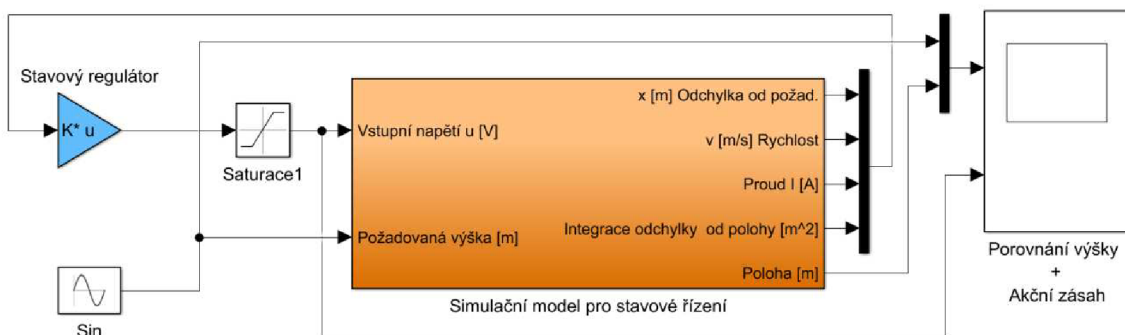 Stavový regulátor
K* u
Saturace1
Vstupní napětí u [V]
Požadovaná výška [m]
x [m] Odchylka od požad.
v [m/s] Rychlost
Proud I [A]
Integrace odchylky od polohy [m^2]
Poloha [m]
Simulační model pro stavové řízení
Sin
Porovnání výšky
+
Akční zásah